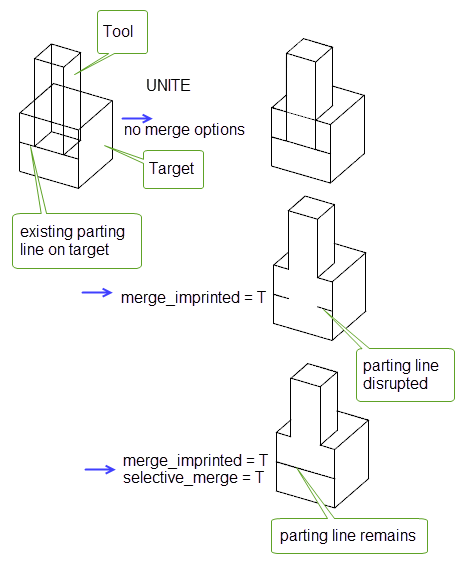 Tool
UNITE
no merge options
Target
existing parting
line on target
merge_imprinted = T
parting line
disrupted
merge_imprinted = T
selective_merge = T
parting line remains